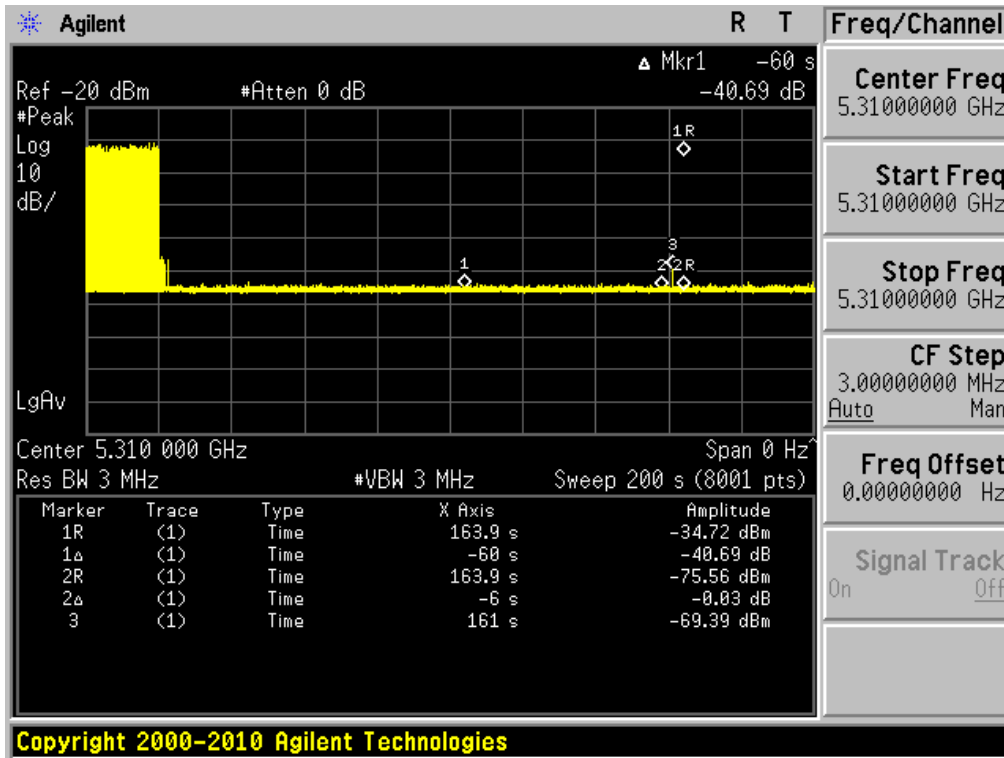 Agilent R T
Freq/Channel
Δ Mkr1 −60 s
Ref −20 dBm #Atten 0 dB −40.69 dB
#Peak
Log
10
dB/
1R
3
1
2 2R
LgAv
Center 5.310 000 GHz Span 0 Hz^
Res BW 3 MHz #VBW 3 MHz Sweep 200 s (8001 pts)
Marker Trace Type X Axis Amplitude
1R (1) Time 163.9 s −34.72 dBm
1Δ (1) Time −60 s −40.69 dB
2R (1) Time 163.9 s −75.56 dBm
2Δ (1) Time −6 s −0.03 dB
3 (1) Time 161 s −69.39 dBm
Center Freq
5.31000000 GHz
Start Freq
5.31000000 GHz
Stop Freq
5.31000000 GHz
CF Step
3.00000000 MHz
Auto Man
Freq Offset
0.00000000 Hz
Signal Track
On Off
Copyright 2000–2010 Agilent Technologies